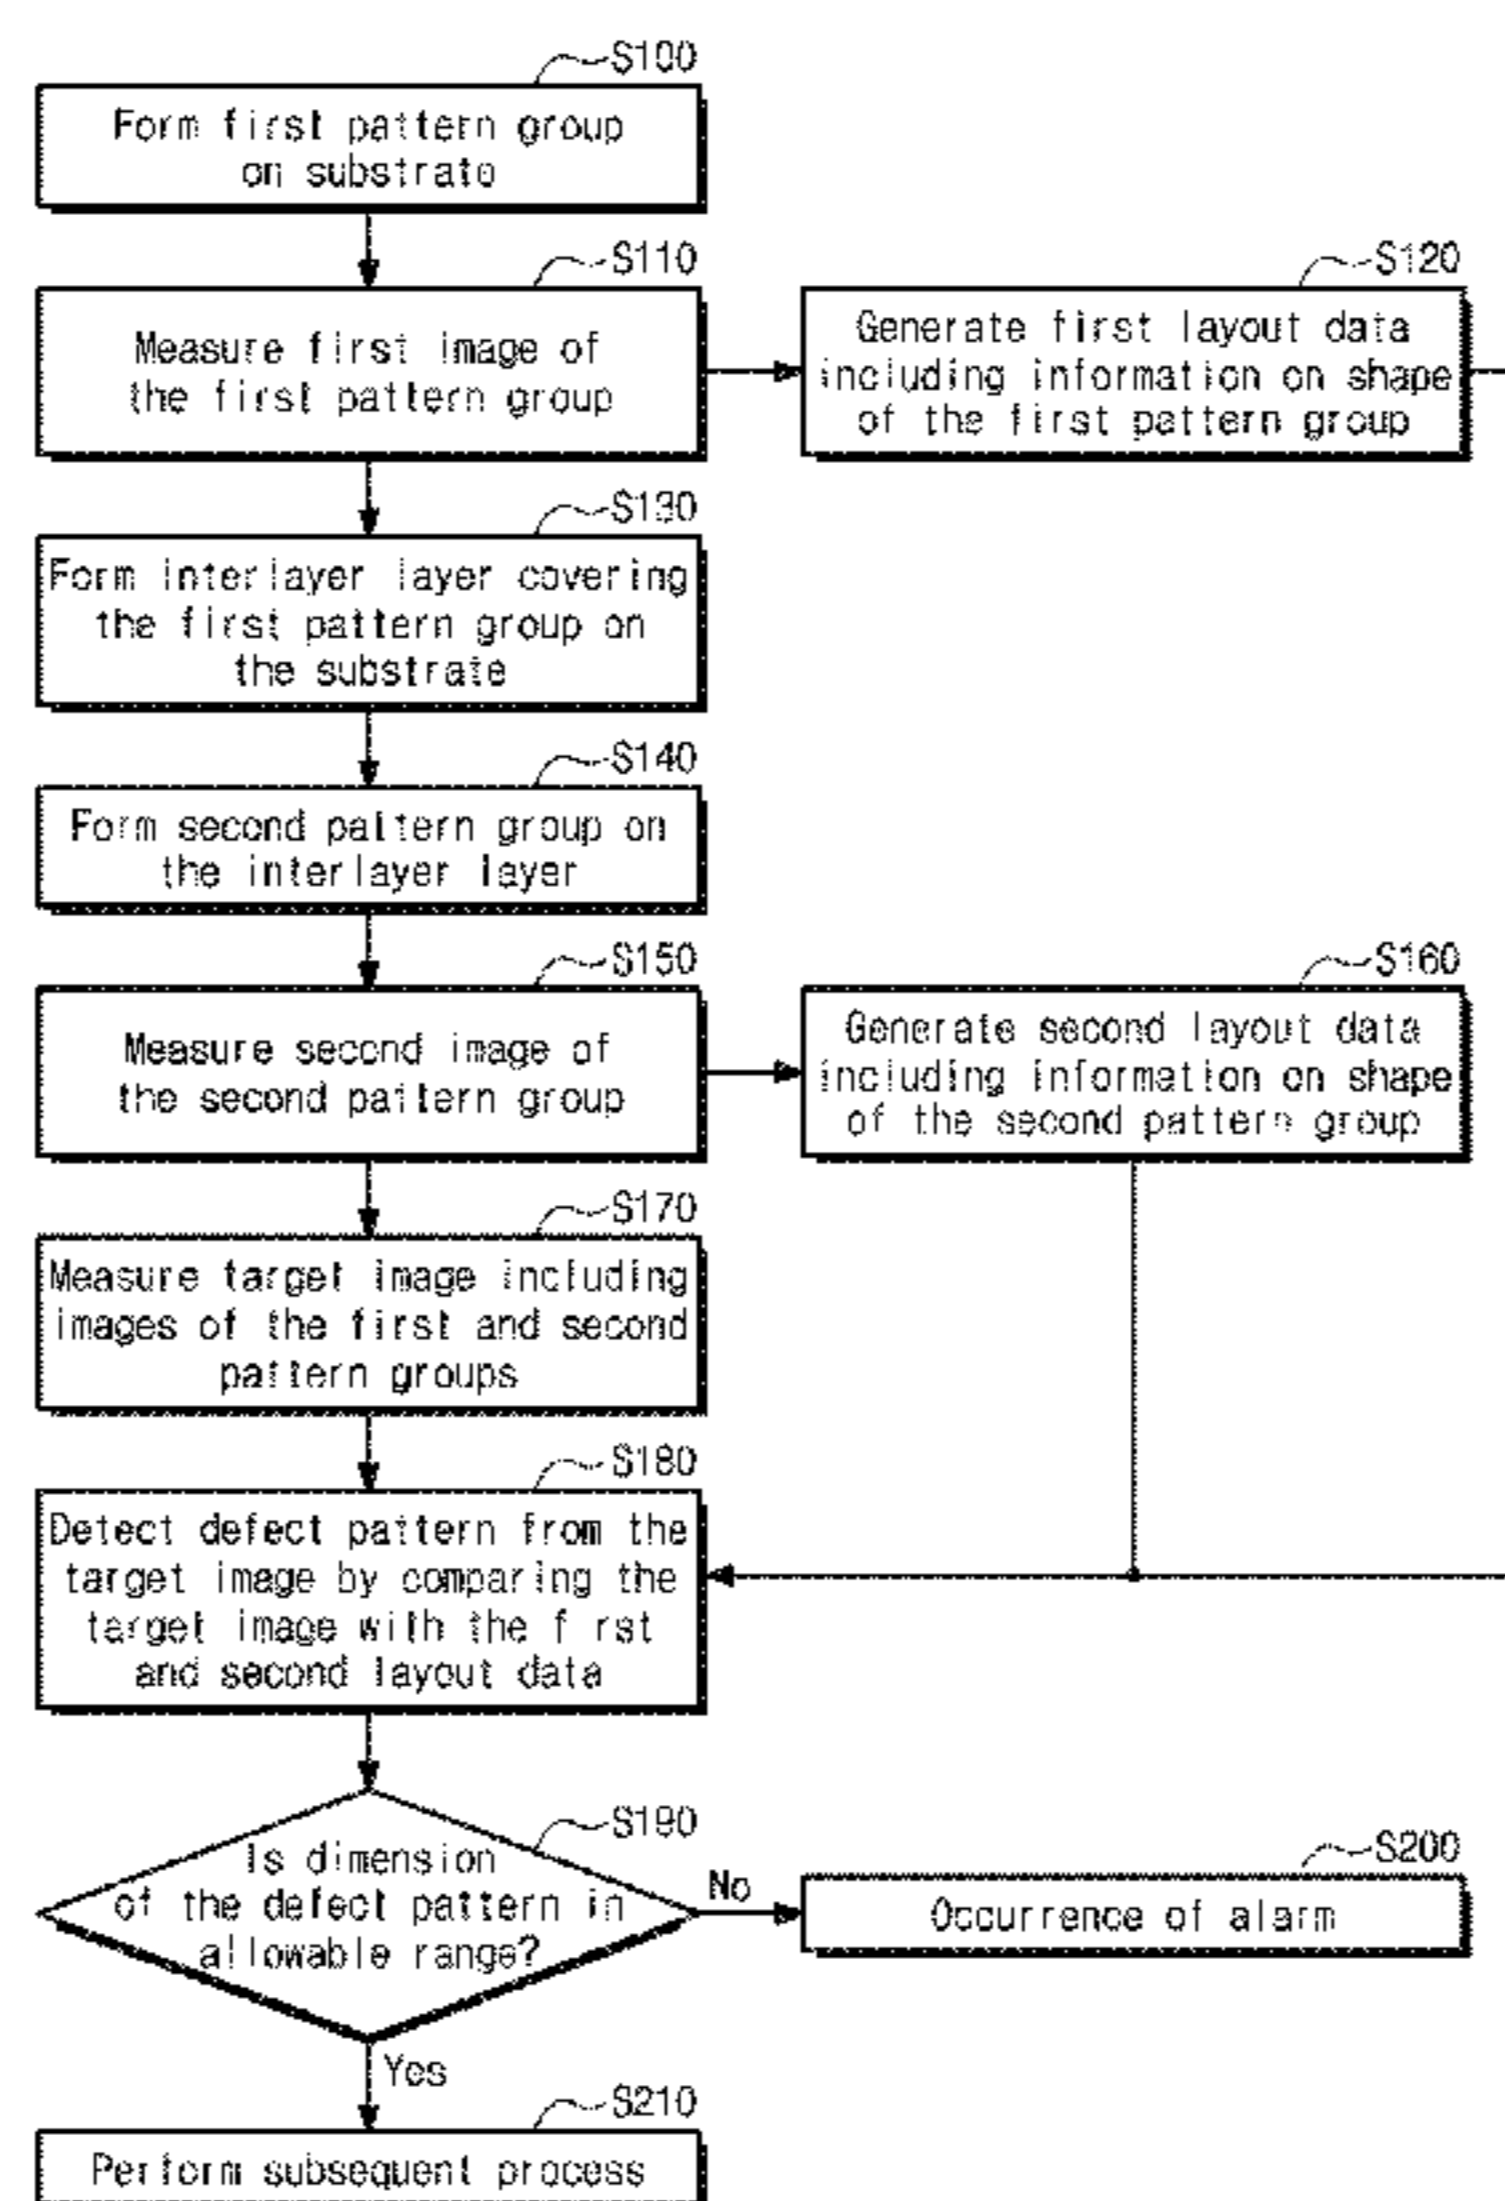 S100
Form first pattern group
on substrate
S110
Measure first image of
the first pattern group
S120
Generate first layout data
including information on shape
of the first pattern group
S130
Form interlayer layer covering
the first pattern group on
the substrate
S140
Form second pattern group on
the interlayer layer
S150
Measure second image of
the second pattern group
S160
Generate second layout data
including information on shape
of the second pattern group
S170
Measure target image including
images of the first and second
pattern groups
S180
Detect defect pattern from the
target image by comparing the
target image with the first
and second layout data
S190
Is dimension
of the defect pattern in
allowable range?
No
S200
Occurrence of alarm
Yes
S210
Perform subsequent process